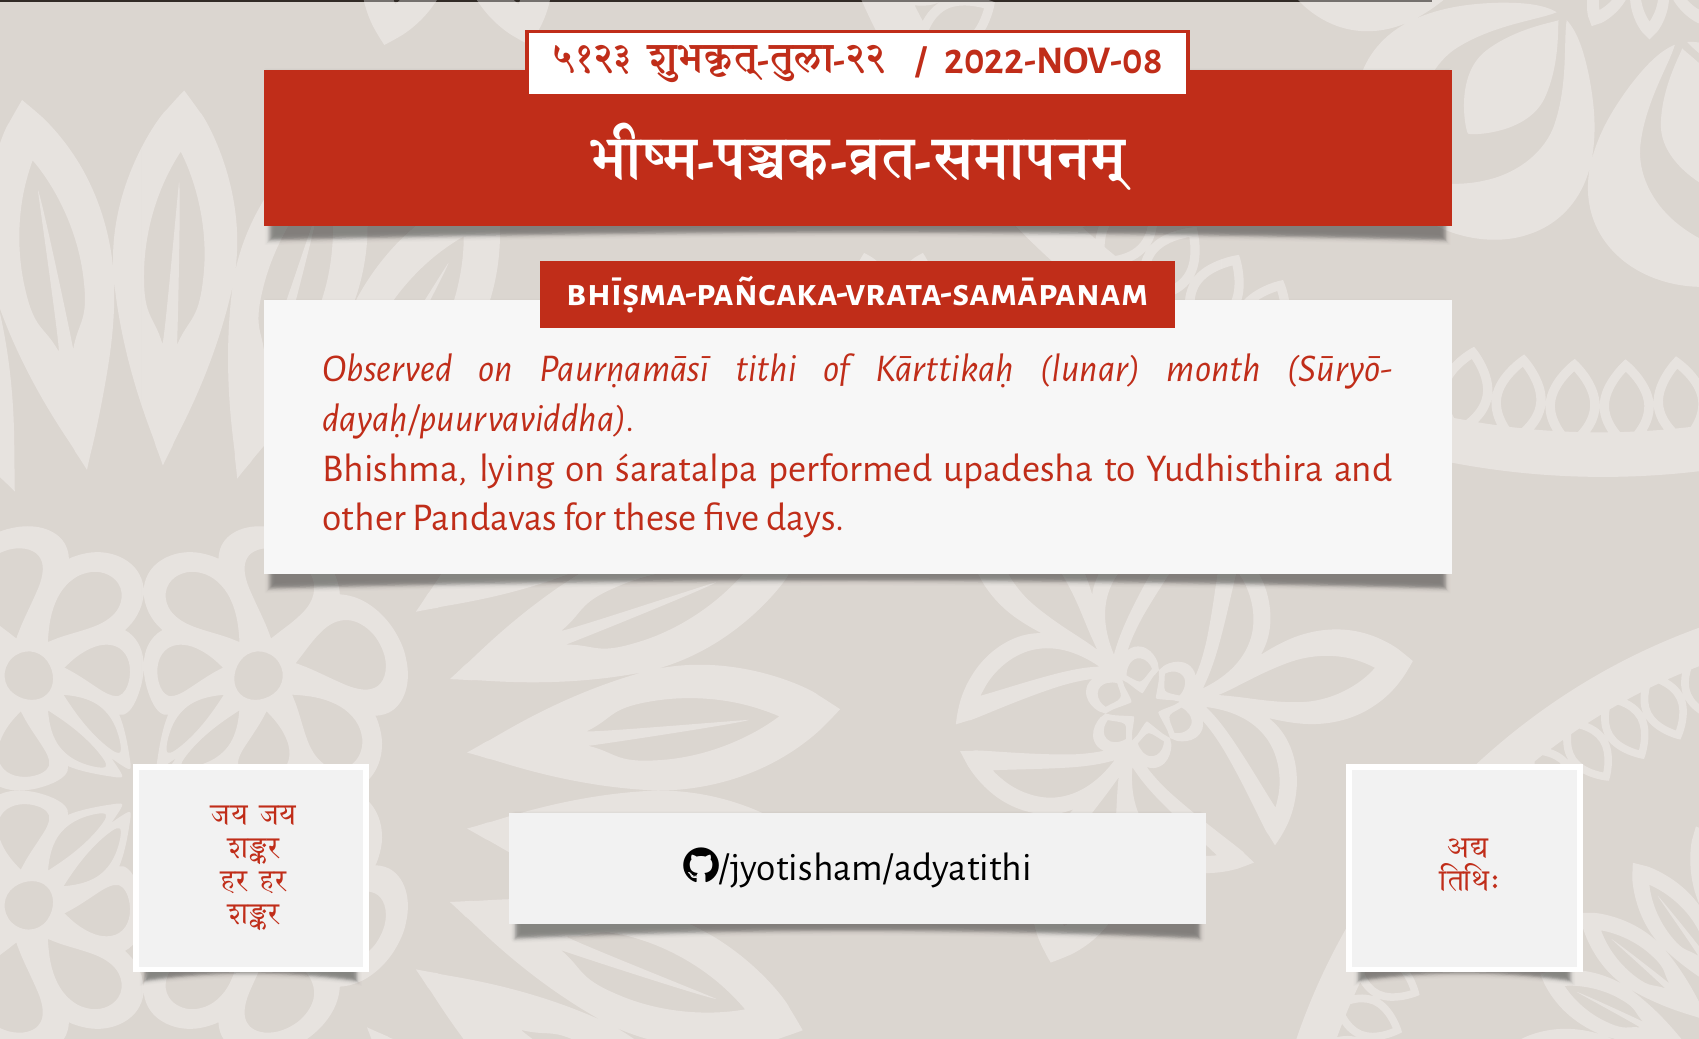 ५१२३ शुभकृत्-तुला-२२ / 2022-NOV-08
भीष्म-पञ्चक-व्रत-समापनम्
BHĪṢMA-PAÑCAKA-VRATA-SAMĀPANAM
Observed on Paurṇamāsī tithi of Kārttikaḥ (lunar) month (Sūryō-
dayaḥ/puurvaviddha).
Bhishma, lying on śaratalpa performed upadesha to Yudhisthira and
other Pandavas for these five days.
जय जय
शङ्कर
हर हर
शङ्कर
/jyotisham/adyatithi
अद्य
तिथिः